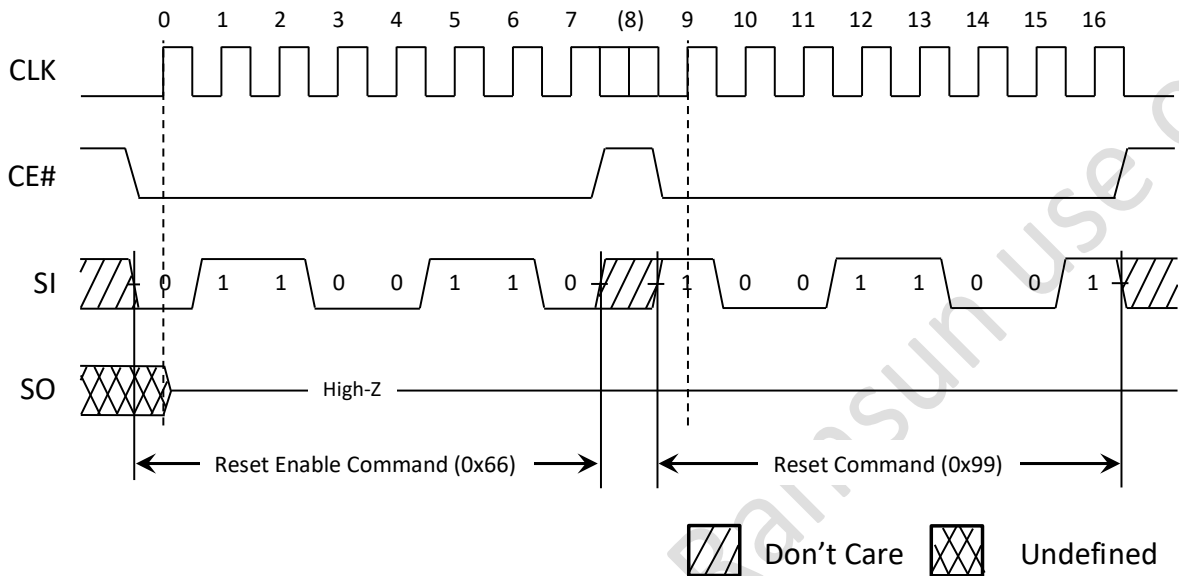 0 1 2 3 4 5 6 7 (8) 9 10 11 12 13 14 15 16
CLK
CE#
SI 0 1 1 0 0 1 1 0 1 0 0 1 1 0 0 1
SO High-Z
Reset Enable Command (0x66) Reset Command (0x99)
Don't Care Undefined
Ramsun use